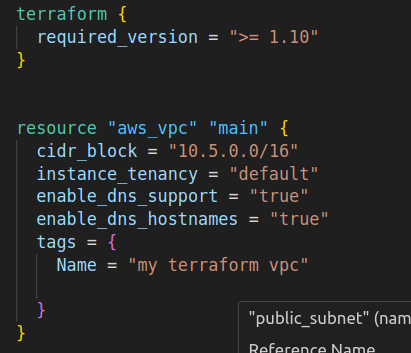 terraform {
  required_version = ">= 1.10"
}
resource "aws_vpc" "main" {
  cidr_block = "10.5.0.0/16"
  instance_tenancy = "default"
  enable_dns_support = "true"
  enable_dns_hostnames = "true"
  tags = {
    Name = "my terraform vpc"
  }
"public_subnet" (nam
}
Reference Name